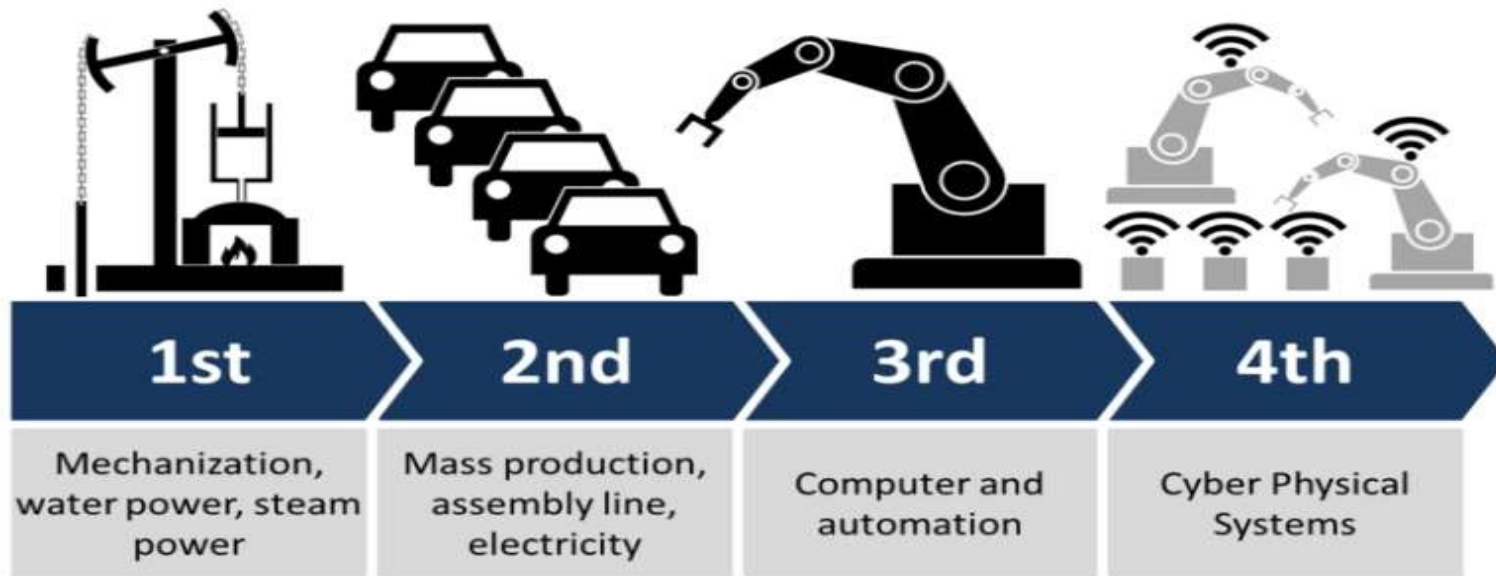 1st
2nd
3rd
4th
Mechanization,
water power, steam
power
Mass production,
assembly line,
electricity
Computer and
automation
Cyber Physical
Systems